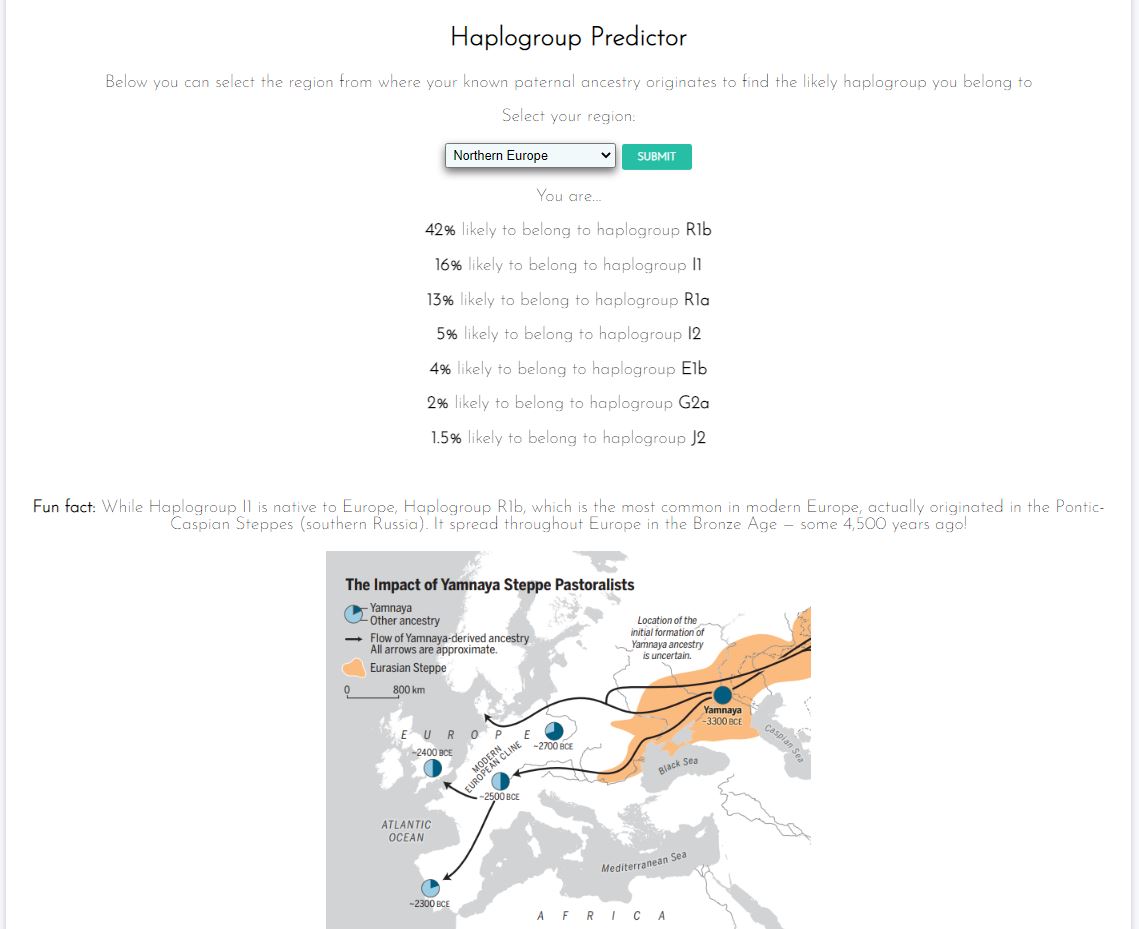 Haplogroup Predictor
Below you can select the region from where your known paternal ancestry originates to find the likely haplogroup you belong to
Select your region:
Northern Europe SUBMIT
You are...
42% likely to belong to haplogroup R1b
16% likely to belong to haplogroup I1
13% likely to belong to haplogroup R1a
5% likely to belong to haplogroup I2
4% likely to belong to haplogroup E1b
2% likely to belong to haplogroup G2a
1.5% likely to belong to haplogroup J2
Fun fact: While Haplogroup I1 is native to Europe, Haplogroup R1b, which is the most common in modern Europe, actually originated in the Pontic-
Caspian Steppes (southern Russia). It spread throughout Europe in the Bronze Age – some 4,500 years ago!
The Impact of Yamnaya Steppe Pastoralists
Yamnaya
Other ancestry
Flow of Yamnaya-derived ancestry
All arrows are approximate.
Eurasian Steppe
0 800 km
Location of the
initial formation of
Yamnaya ancestry
is uncertain.
Yamnaya
~3300 BCE
Caspian Sea
EUROPE
~2700 BCE
~2400 BCE
MODERN
EUROPEAN CLINE
Black Sea
~2500 BCE
ATLANTIC
OCEAN
Mediterranean Sea
~2300 BCE
AFRICA